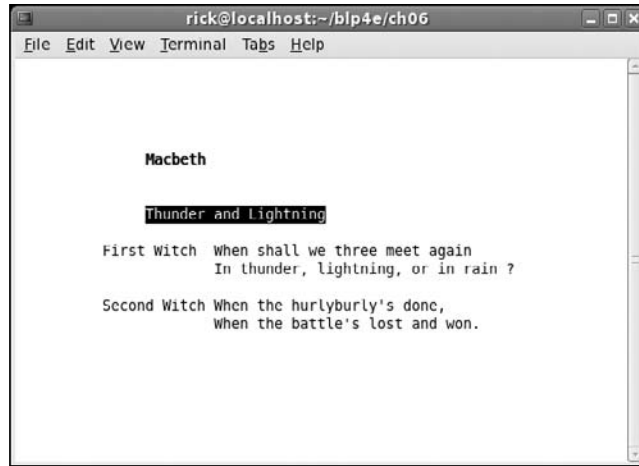 rick@localhost:~/blp4e/ch06
File Edit View Terminal Tabs Help
Macbeth
Thunder and Lightning
First Witch When shall we three meet again
In thunder, lightning, or in rain ?
Second Witch When the hurlyburly's done,
When the battle's lost and won.